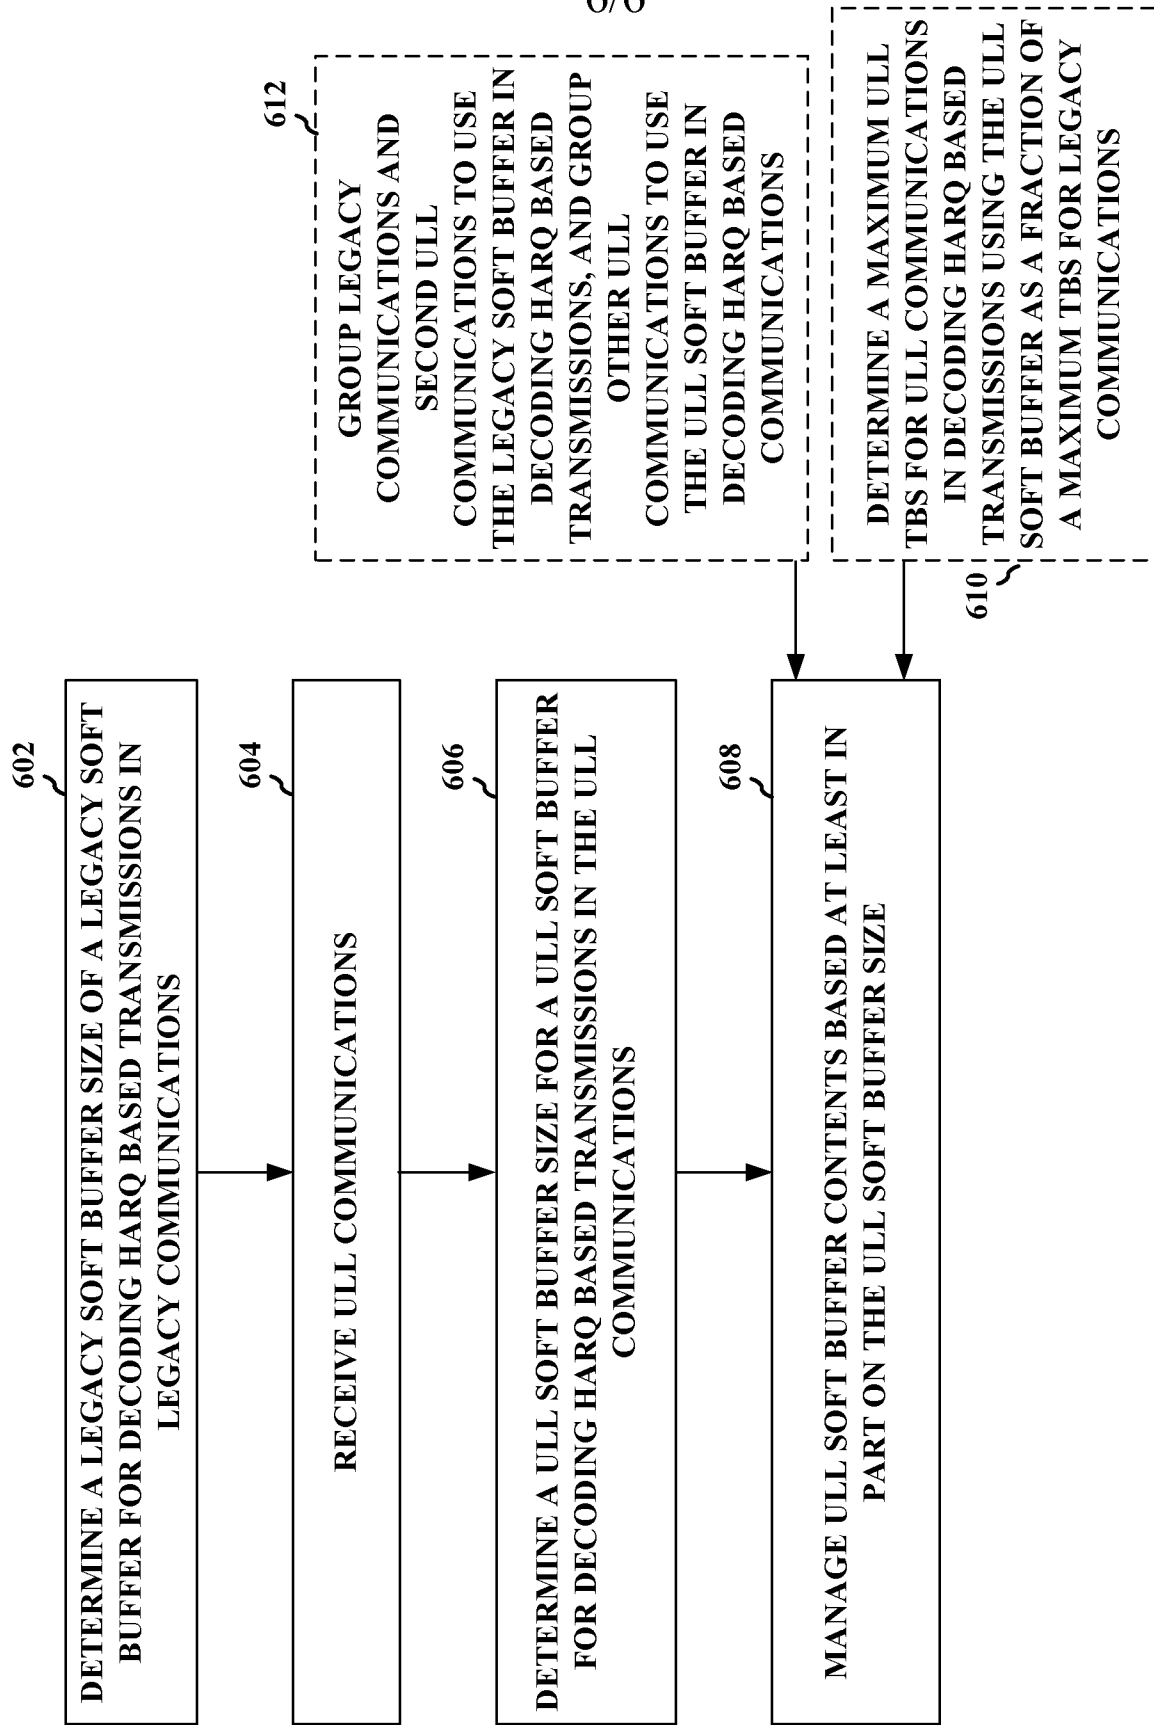 6/6
602
DETERMINE A LEGACY SOFT BUFFER SIZE OF A LEGACY SOFT
BUFFER FOR DECODING HARQ BASED TRANSMISSIONS IN
LEGACY COMMUNICATIONS
604
RECEIVE ULL COMMUNICATIONS
606
DETERMINE A ULL SOFT BUFFER SIZE FOR A ULL SOFT BUFFER
FOR DECODING HARQ BASED TRANSMISSIONS IN THE ULL
COMMUNICATIONS
608
MANAGE ULL SOFT BUFFER CONTENTS BASED AT LEAST IN
PART ON THE ULL SOFT BUFFER SIZE
612
GROUP LEGACY
COMMUNICATIONS AND
SECOND ULL
COMMUNICATIONS TO USE
THE LEGACY SOFT BUFFER IN
DECODING HARQ BASED
TRANSMISSIONS, AND GROUP
OTHER ULL
COMMUNICATIONS TO USE
THE ULL SOFT BUFFER IN
DECODING HARQ BASED
COMMUNICATIONS
610
DETERMINE A MAXIMUM ULL
TBS FOR ULL COMMUNICATIONS
IN DECODING HARQ BASED
TRANSMISSIONS USING THE ULL
SOFT BUFFER AS A FRACTION OF
A MAXIMUM TBS FOR LEGACY
COMMUNICATIONS